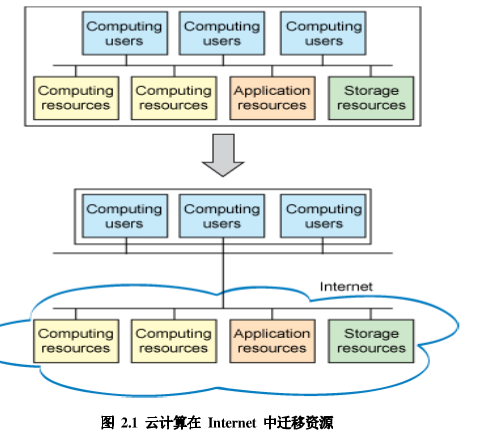 Computing Computing Computing
users users users
Computing Computing Application Storage
resources resources resources resources
Computing Computing Computing
users users users
Internet
Computing Computing Application Storage
resources resources resources resources
图 2.1 云计算在 Internet 中迁移资源